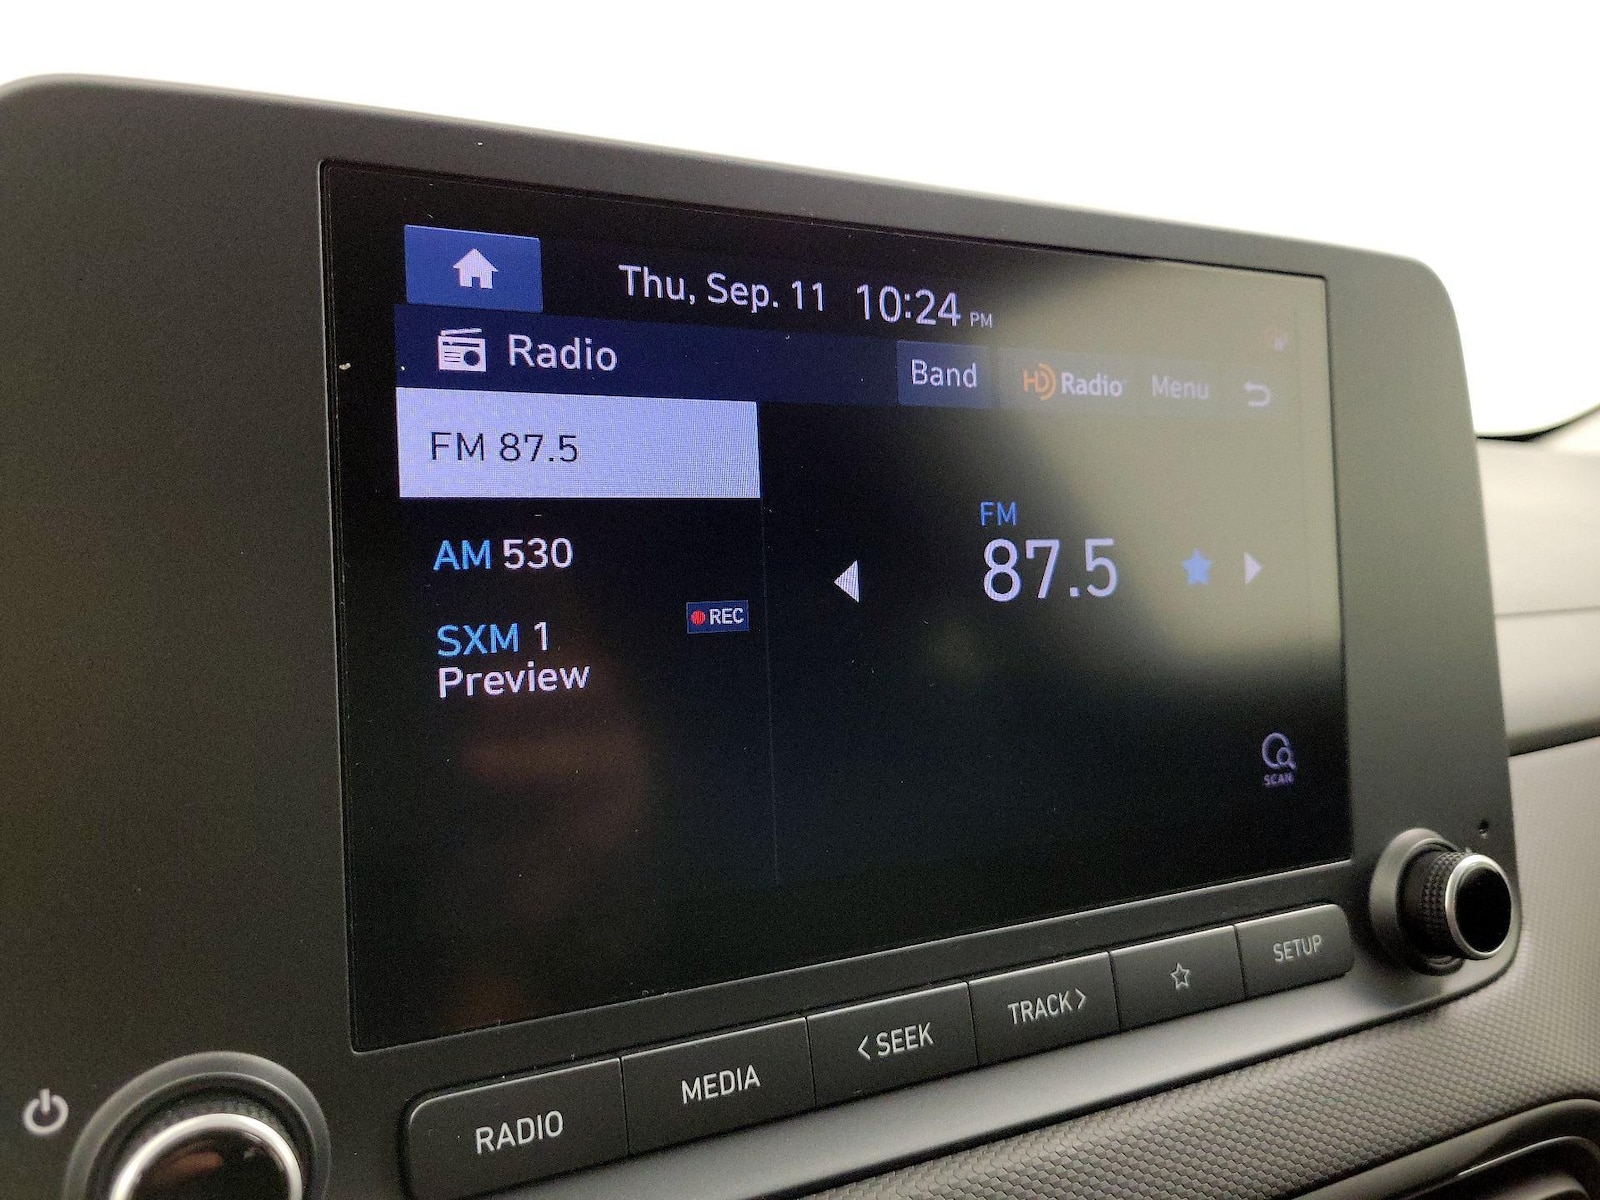 Thu, Sep. 11 10:24 PM
Radio
Band
HD Radio
Menu
FM 87.5
AM 530
SXM 1
REC
Preview
FM
87.5
SCAN
RADIO
MEDIA
< SEEK
TRACK >
SETUP